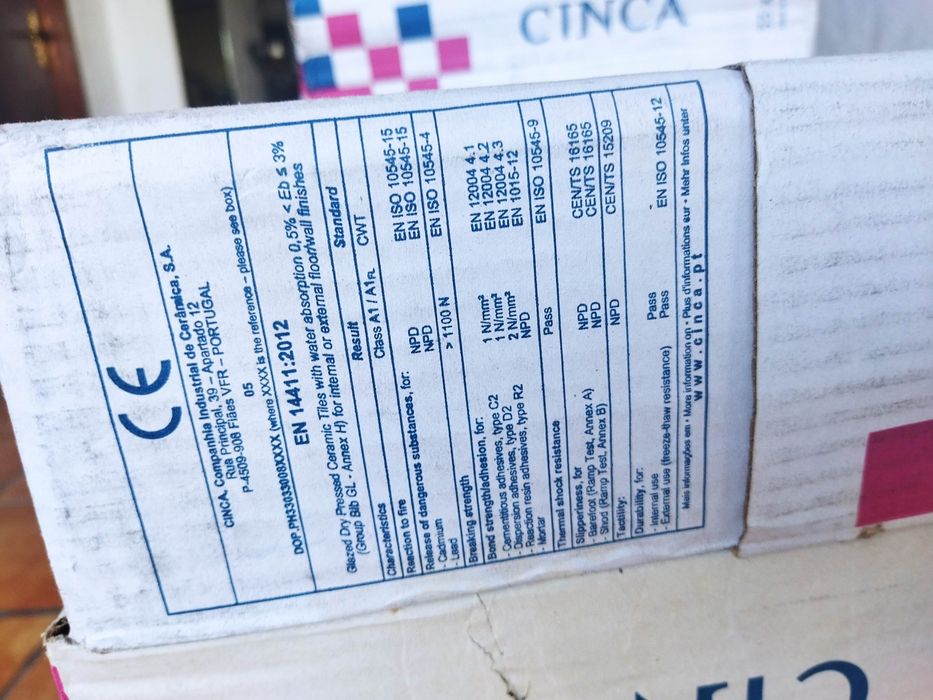 CINCA
CE
CINCA, Companhia Industrial de Cerâmica, S.A.
Rua Principal, 39 – Apartado 12
P-4509-908 Fiães VFR - PORTUGAL
05
DOP.PN33033008XXXX (where XXXX is the reference - please see box)
EN 14411:2012
Glazed Dry Pressed Ceramic Tiles with water absorption 0,5% < Eb ≤ 3%
(Group BIb GL - Annex H) for internal or external floor/wall finishes
Characteristics Result Standard
Reaction to fire Class A1 / A1FL CWT
Release of dangerous substances, for:
- Cadmium NPD EN ISO 10545-15
- Lead NPD EN ISO 10545-15
Breaking strength > 1100 N EN ISO 10545-4
Bond strength/adhesion, for:
- Cementitious adhesives, type C2 1 N/mm² EN 12004 4.1
- Dispersion adhesives, type D2 1 N/mm² EN 12004 4.2
- Reaction resin adhesives, type R2 2 N/mm² EN 12004 4.3
- Mortar NPD EN 1015-12
Thermal shock resistance Pass EN ISO 10545-9
Slipperiness, for
- Barefoot (Ramp Test, Annex A) NPD CEN/TS 16165
- Shod (Ramp Test, Annex B) NPD CEN/TS 16165
Tactility: NPD CEN/TS 15209
Durability, for:
- Internal use Pass
- External use (freeze-thaw resistance) Pass EN ISO 10545-12
Mais informações em • More information on • Plus d'informations sur • Mehr Infos unter
www.cinca.pt